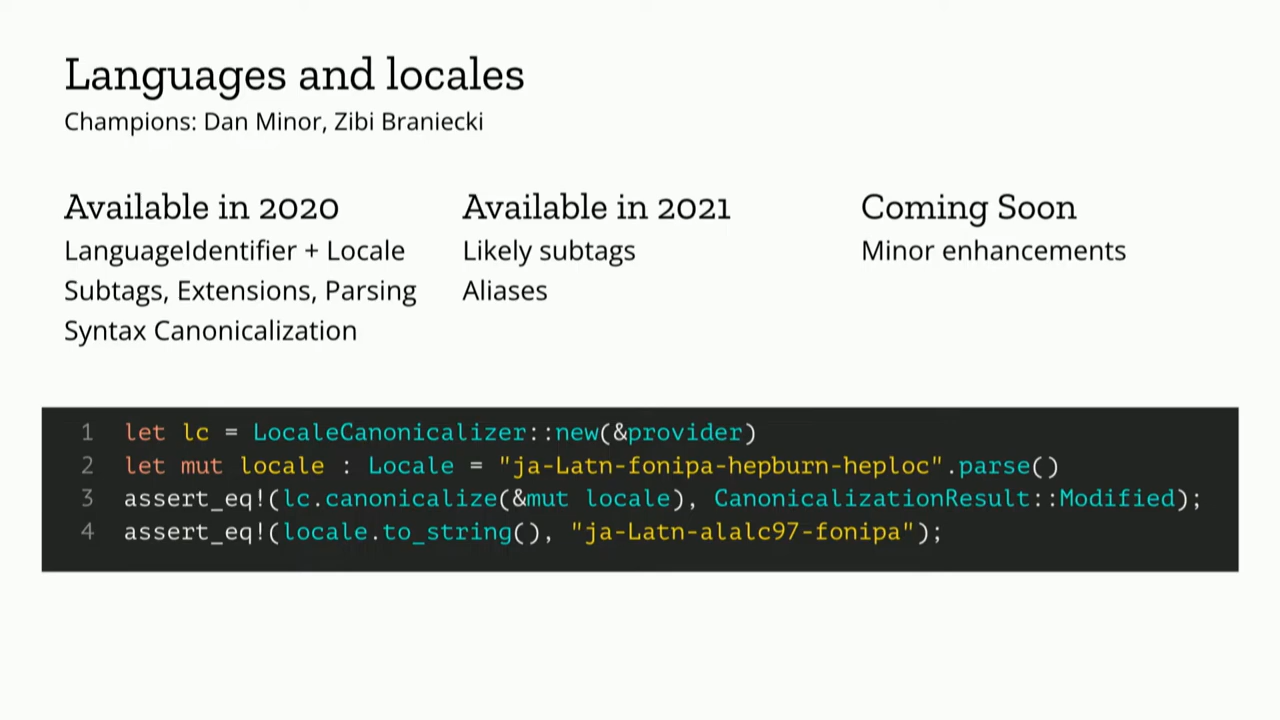 Languages and locales
Champions: Dan Minor, Zibi Braniecki
Available in 2020
LanguageIdentifier + Locale
Subtags, Extensions, Parsing
Syntax Canonicalization
Available in 2021
Likely subtags
Aliases
Coming Soon
Minor enhancements
1 let lc = LocaleCanonicalizer::new(&provider)
2 let mut locale : Locale = "ja-Latn-fonipa-hepburn-heploc".parse()
3 assert_eq!(lc.canonicalize(&mut locale), CanonicalizationResult::Modified);
4 assert_eq!(locale.to_string(), "ja-Latn-alalc97-fonipa");